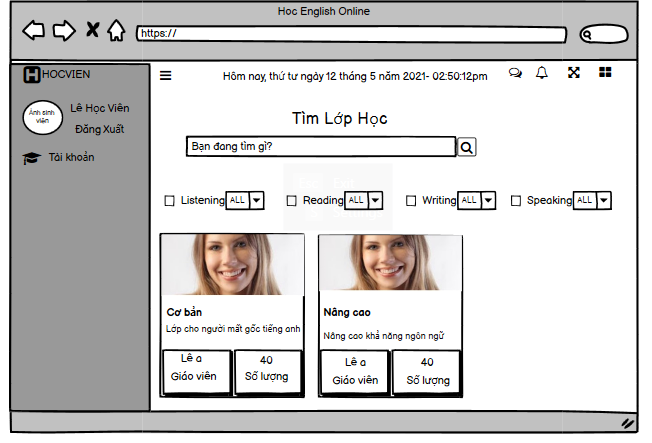 Hoc English Online
https://
HOCVIEN
Hôm nay, thứ tư ngày 12 tháng 5 năm 2021- 02:50:12pm
Ảnh sinh
viên
Lê Học Viên
Đăng Xuất
Tài khoản
Tìm Lớp Học
Bạn đang tìm gì?
Listening ALL Reading ALL Writing ALL Speaking ALL
Cơ bản
Lớp cho người mất gốc tiếng anh
Lê a
Giáo viên
40
Số lượng
Nâng cao
Nâng cao khả năng ngôn ngữ
Lê a
Giáo viên
40
Số lượng